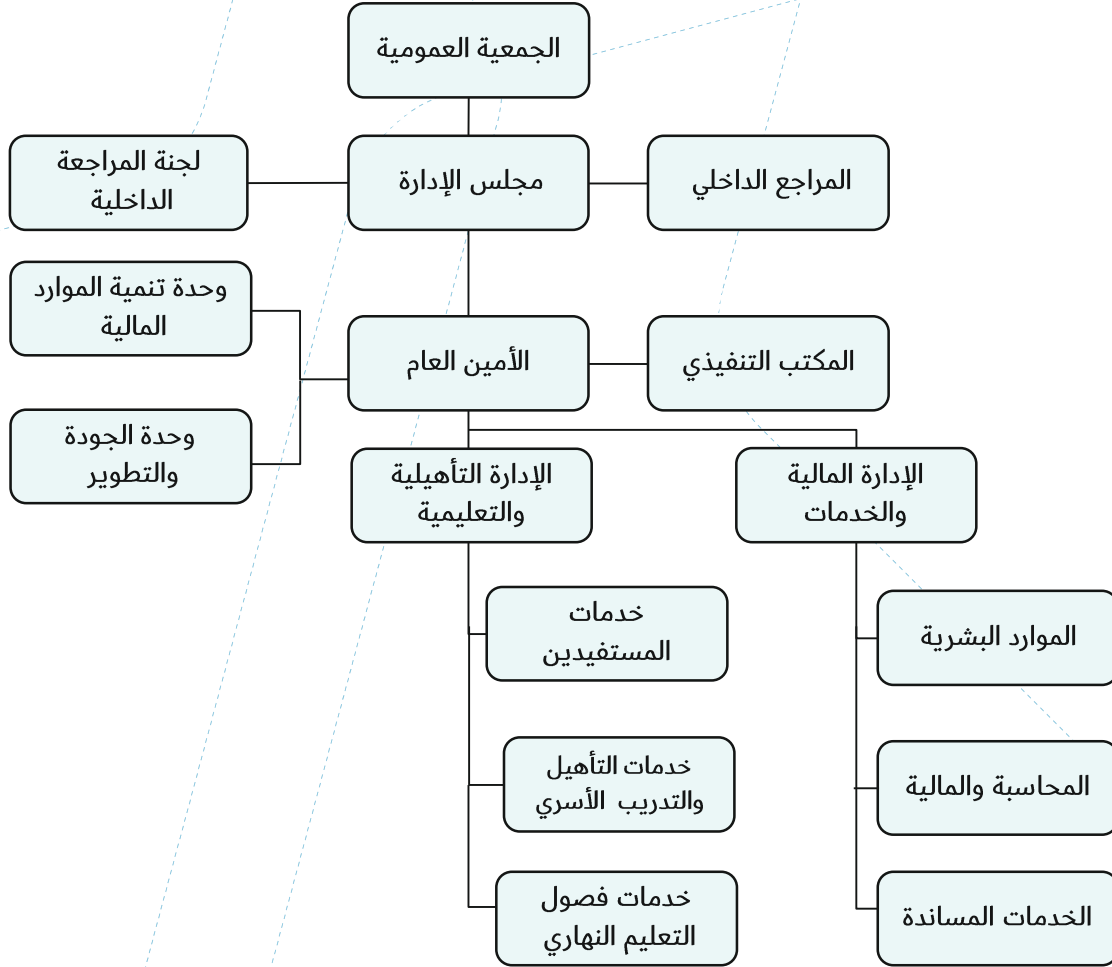 الجمعية العمومية
المراجع الداخلي
مجلس الإدارة
لجنة المراجعة
الداخلية
وحدة تنمية الموارد
المالية
المكتب التنفيذي
الأمين العام
وحدة الجودة
والتطوير
الإدارة المالية
والخدمات
الإدارة التأهيلية
والتعليمية
الموارد البشرية
المحاسبة والمالية
الخدمات المساندة
خدمات
المستفيدين
خدمات التأهيل
والتدريب الأسري
خدمات فصول
التعليم النهاري